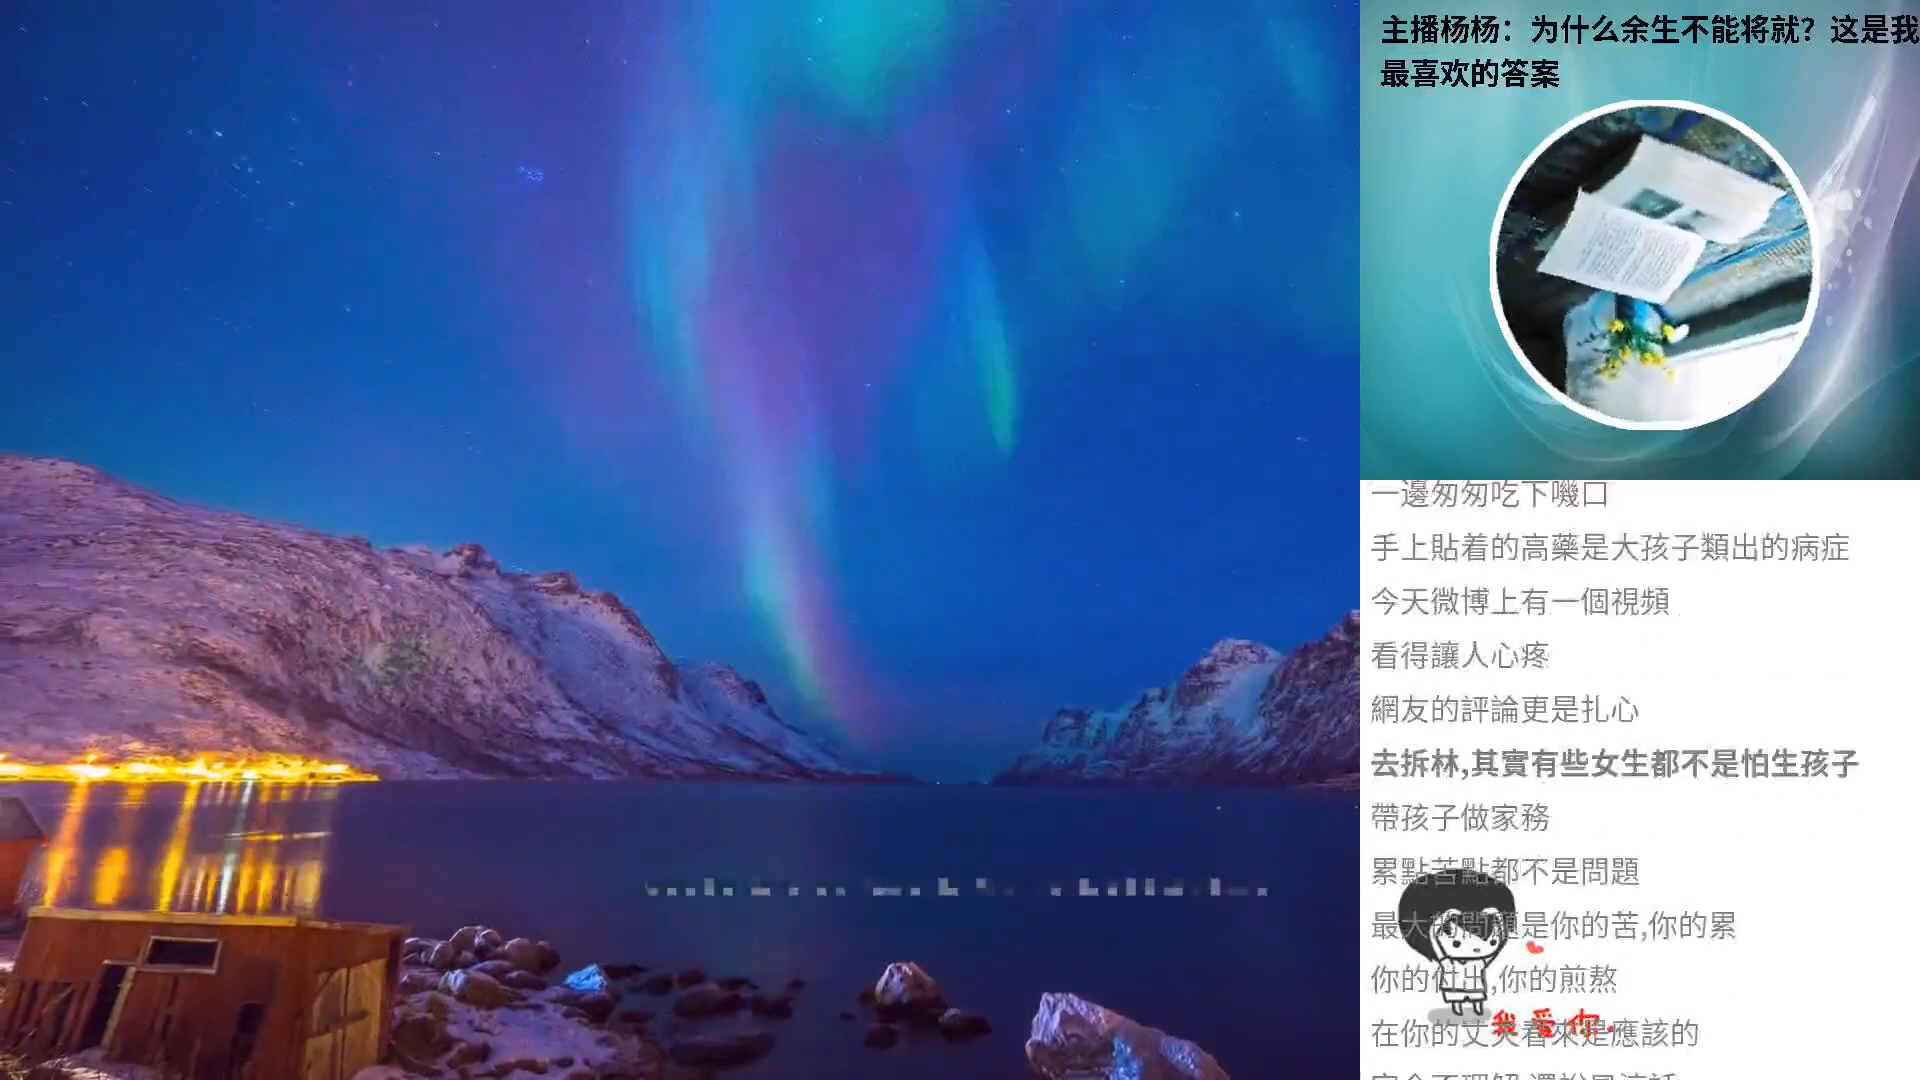 主播杨杨：为什么余生不能将就？这是我
最喜欢的答案
一邊匆匆吃下嘰口
手上貼着的高藥是大孩子類出的病症
今天微博上有一個視頻
看得讓人心疼
網友的評論更是扎心
去拆林,其實有些女生都不是怕生孩子
帶孩子做家務
累點苦點都不是問題
最大的問題是你的苦,你的累
你的付出,你的煎熬
在你的丈夫看來是應該的
我爱你.